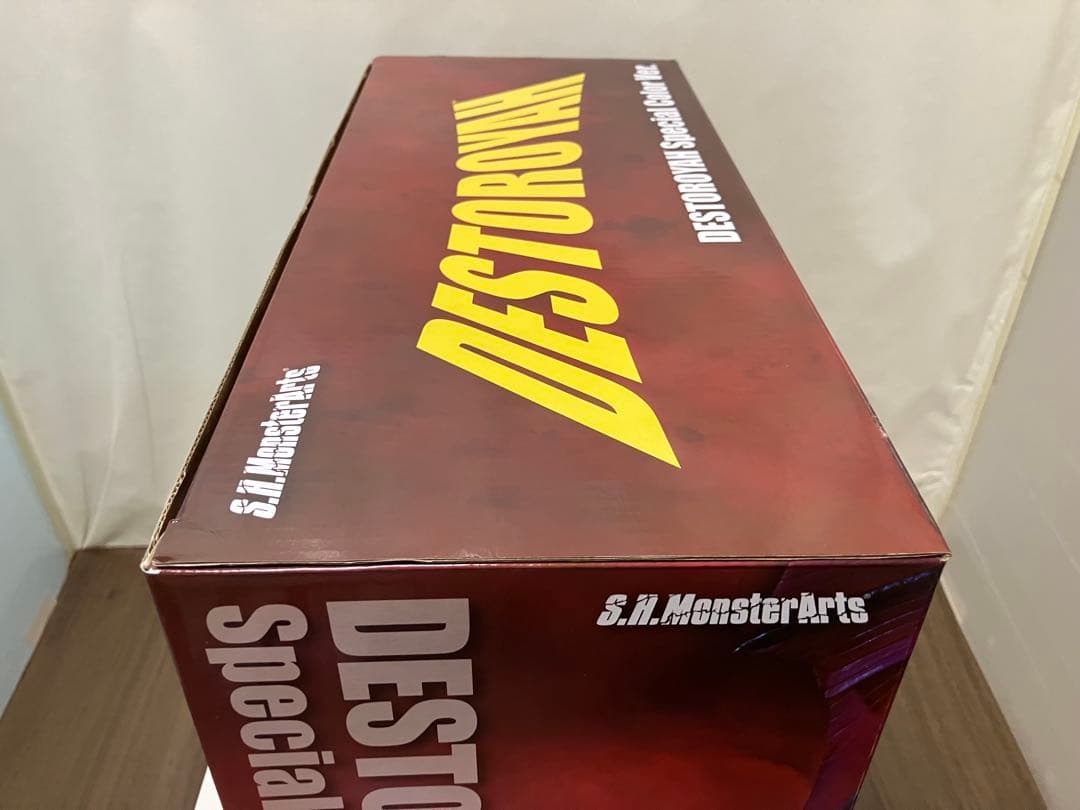 DESTOROYAH
DESTOROYAH Special Color Ver.
S.H.MonsterArts
S.H.MonsterArts
DESTO
Special